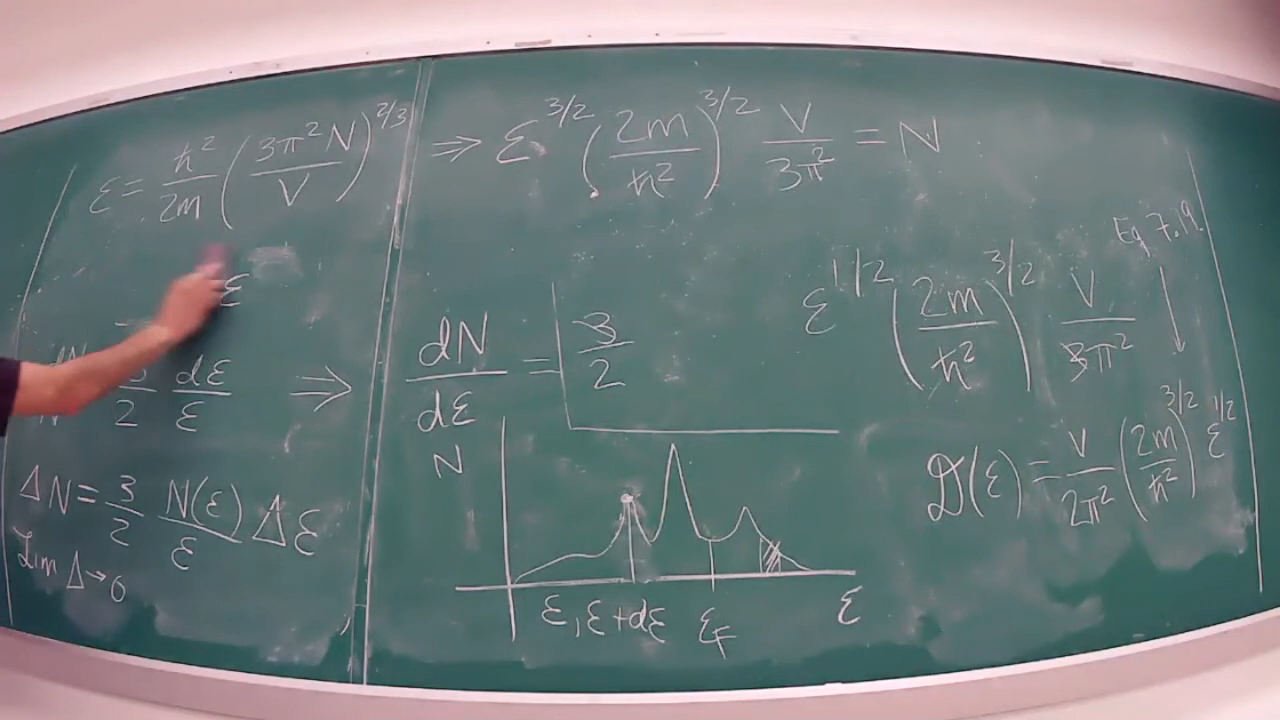 ε = ħ²/2m (3π²N/V)^2/3 ⇒ ε^3/2 (2m/ħ²)^3/2 V/3π² = N
Eq 7.19
ε
dN/N = 3/2 dε/ε ⇒ dN/dε = 3/2 ε^1/2 (2m/ħ²)^3/2 V/3π²
ΔN = 3/2 N(ε)/ε Δε
Lim Δ→0
D(ε) = V/2π² (2m/ħ²)^3/2 ε^1/2
N
ε, ε+dε ε_F ε